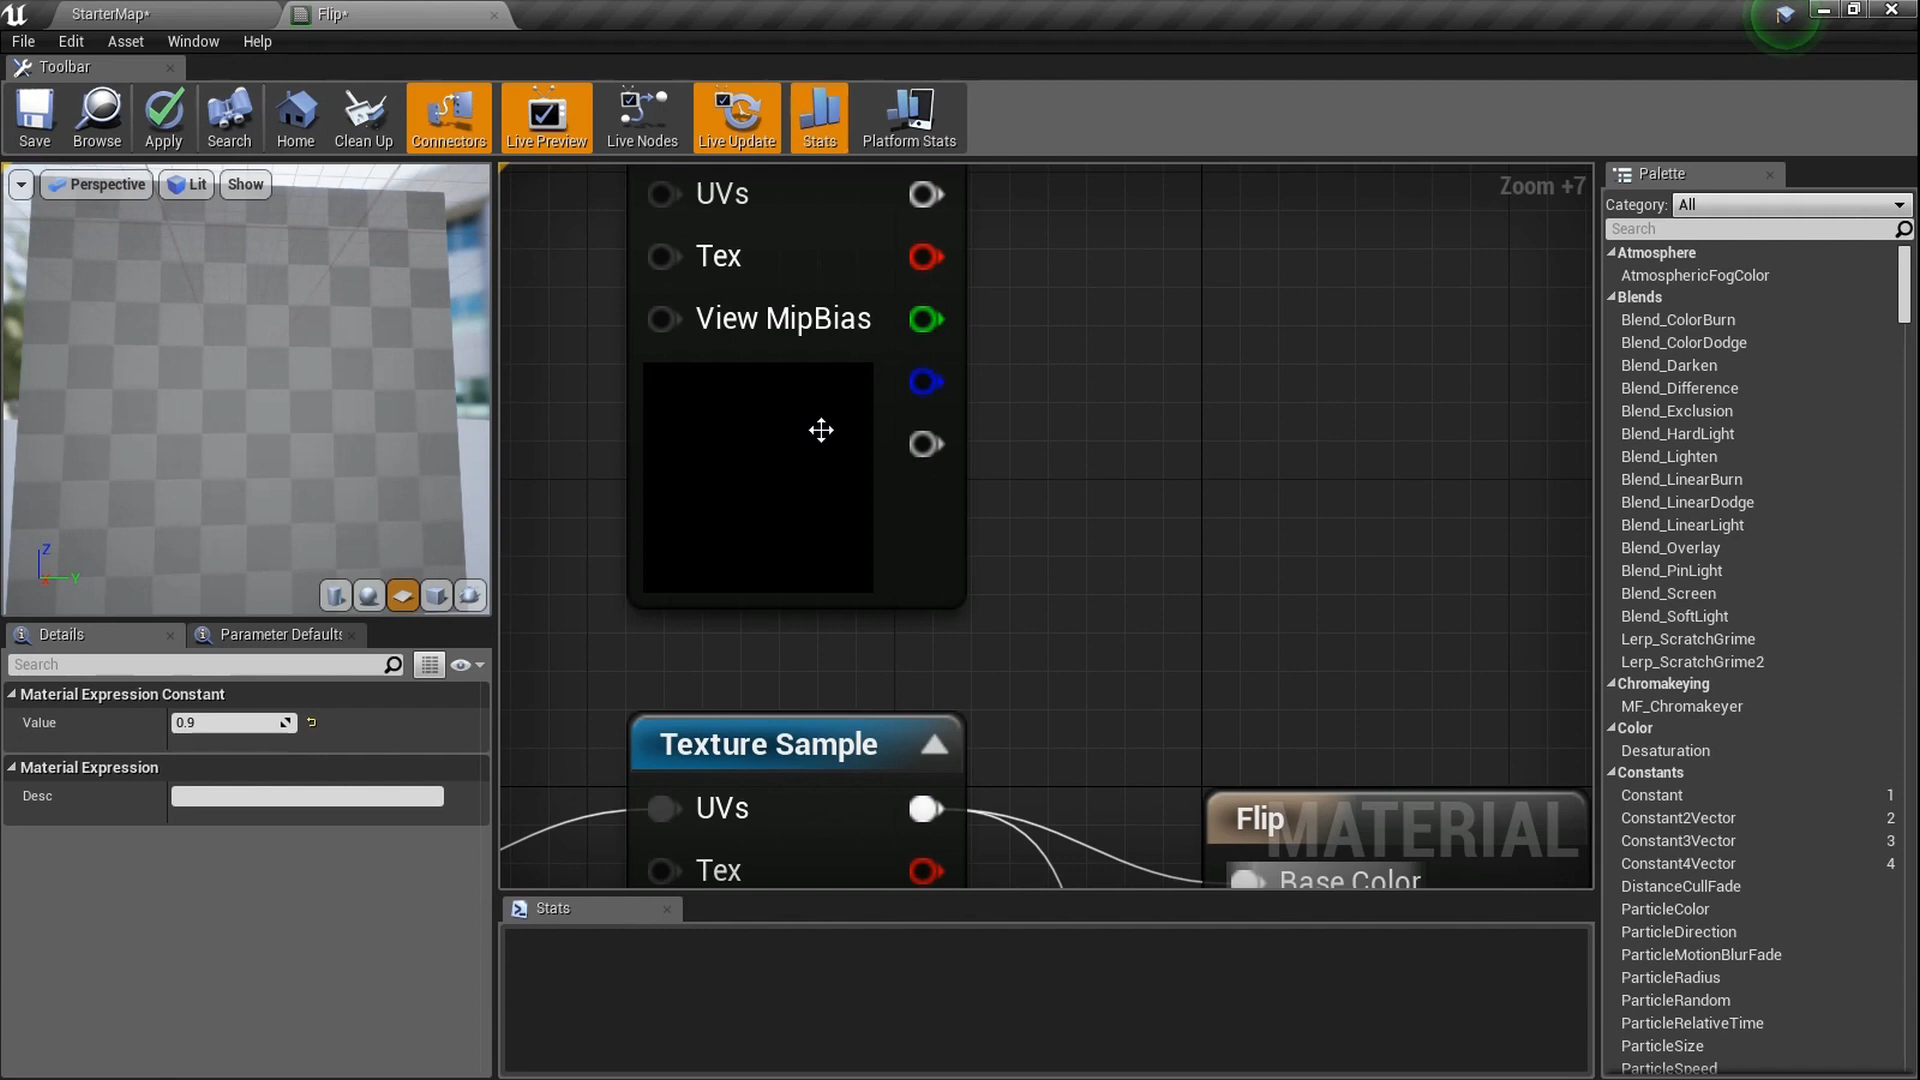 StarterMap*
Flip*
File
Edit
Asset
Window
Help
Toolbar
Save
Browse
Apply
Search
Home
Clean Up
Connectors
Live Preview
Live Nodes
Live Update
Stats
Platform Stats
Perspective
Lit
Show
Z
X
Y
Details
Parameter Defaults
Search
Material Expression Constant
Value
0.9
Material Expression
Desc
Zoom +7
UVs
Tex
View MipBias
Texture Sample
UVs
Tex
Flip
MATERIAL
Base Color
Stats
Palette
Category: All
Search
Atmosphere
AtmosphericFogColor
Blends
Blend_ColorBurn
Blend_ColorDodge
Blend_Darken
Blend_Difference
Blend_Exclusion
Blend_HardLight
Blend_Lighten
Blend_LinearBurn
Blend_LinearDodge
Blend_LinearLight
Blend_Overlay
Blend_PinLight
Blend_Screen
Blend_SoftLight
Lerp_ScratchGrime
Lerp_ScratchGrime2
Chromakeying
MF_Chromakeyer
Color
Desaturation
Constants
Constant 1
Constant2Vector 2
Constant3Vector 3
Constant4Vector 4
DistanceCullFade
ParticleColor
ParticleDirection
ParticleMotionBlurFade
ParticleRadius
ParticleRandom
ParticleRelativeTime
ParticleSize
ParticleSpeed